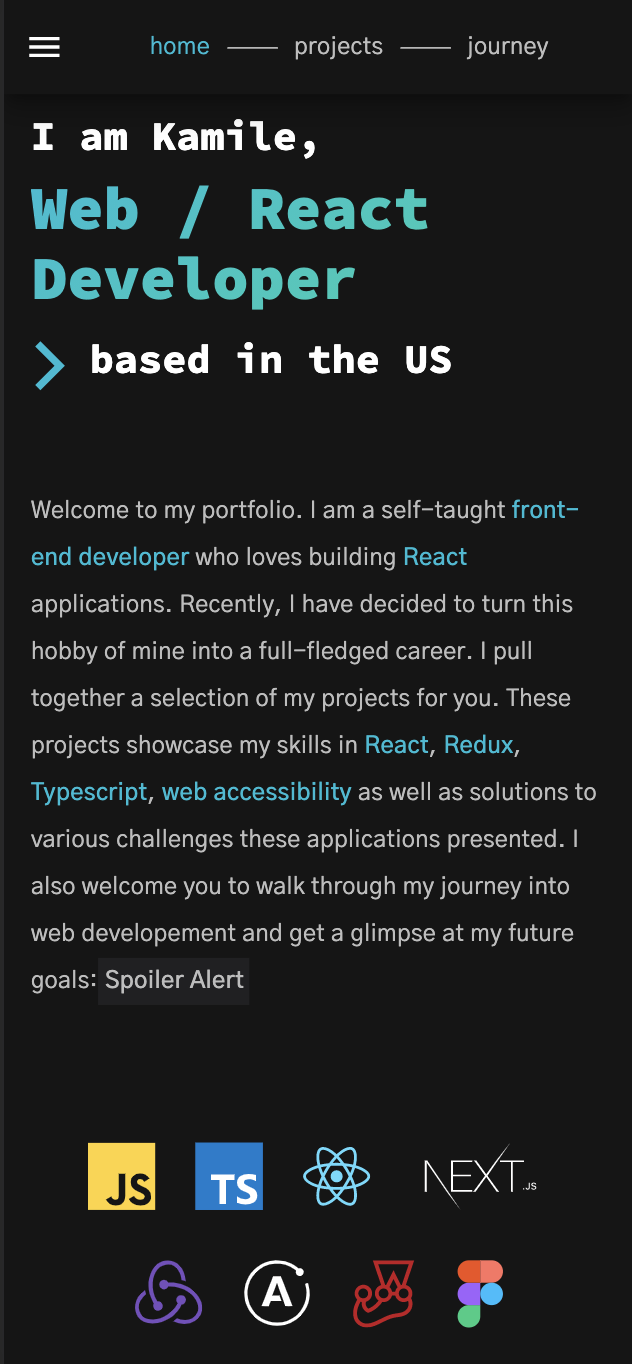 home projects journey
I am Kamile,
Web / React
Developer
based in the US
Welcome to my portfolio. I am a self-taught front-
end developer who loves building React
applications. Recently, I have decided to turn this
hobby of mine into a full-fledged career. I pull
together a selection of my projects for you. These
projects showcase my skills in React, Redux,
Typescript, web accessibility as well as solutions to
various challenges these applications presented. I
also welcome you to walk through my journey into
web developement and get a glimpse at my future
goals: Spoiler Alert
JS TS NEXT.JS
A